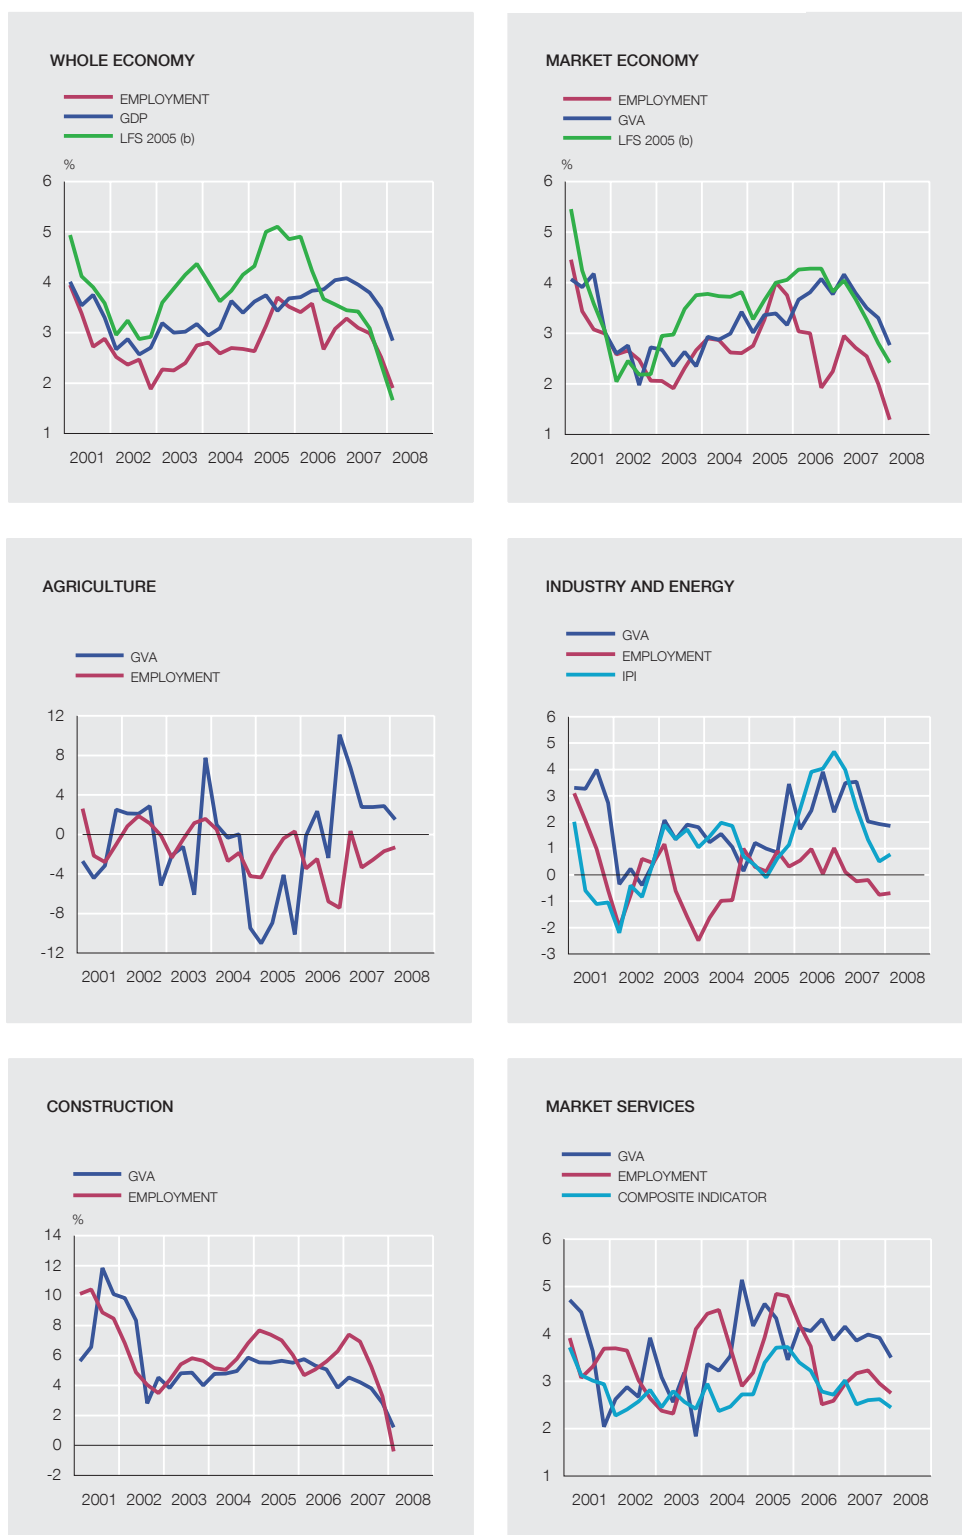 WHOLE ECONOMY
EMPLOYMENT
GDP
LFS 2005 (b)
%
6
5
4
3
2
1
2001 2002 2003 2004 2005 2006 2007 2008
MARKET ECONOMY
EMPLOYMENT
GVA
LFS 2005 (b)
%
6
5
4
3
2
1
2001 2002 2003 2004 2005 2006 2007 2008
AGRICULTURE
GVA
EMPLOYMENT
12
8
4
0
-4
-8
-12
2001 2002 2003 2004 2005 2006 2007 2008
INDUSTRY AND ENERGY
GVA
EMPLOYMENT
IPI
6
5
4
3
2
1
0
-1
-2
-3
2001 2002 2003 2004 2005 2006 2007 2008
CONSTRUCTION
GVA
EMPLOYMENT
%
14
12
10
8
6
4
2
0
-2
2001 2002 2003 2004 2005 2006 2007 2008
MARKET SERVICES
GVA
EMPLOYMENT
COMPOSITE INDICATOR
6
5
4
3
2
1
2001 2002 2003 2004 2005 2006 2007 2008